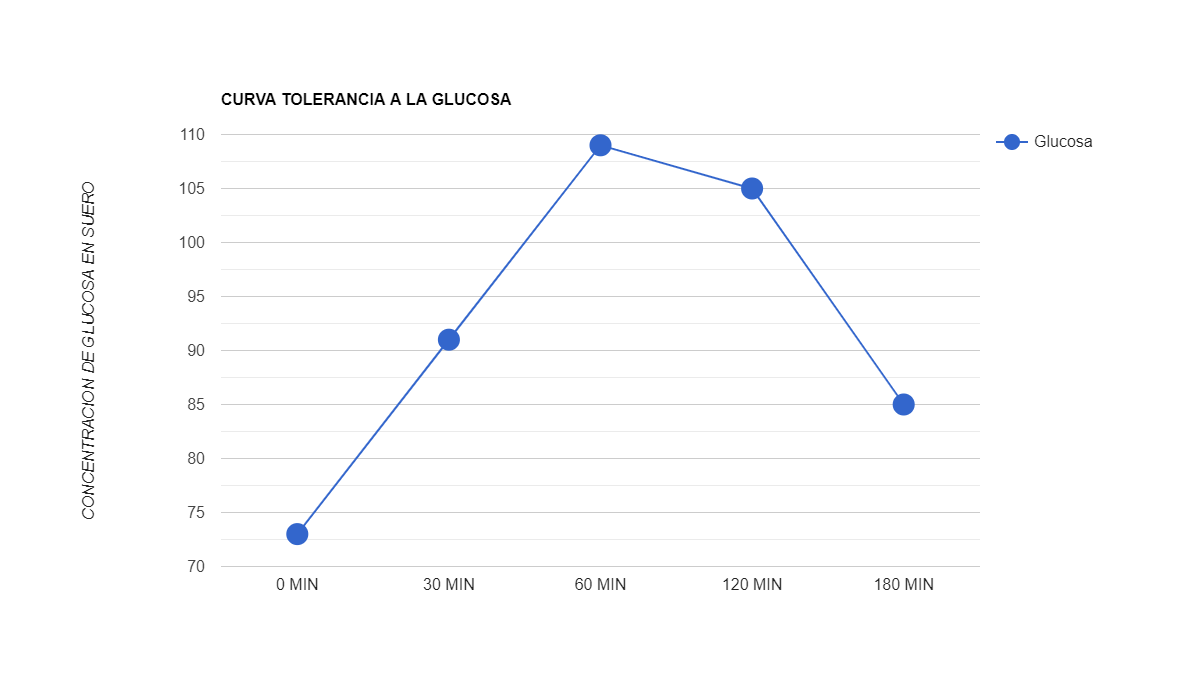 CURVA TOLERANCIA A LA GLUCOSA
Glucosa
CONCENTRACION DE GLUCOSA EN SUERO
110
105
100
95
90
85
80
75
70
0 MIN
30 MIN
60 MIN
120 MIN
180 MIN